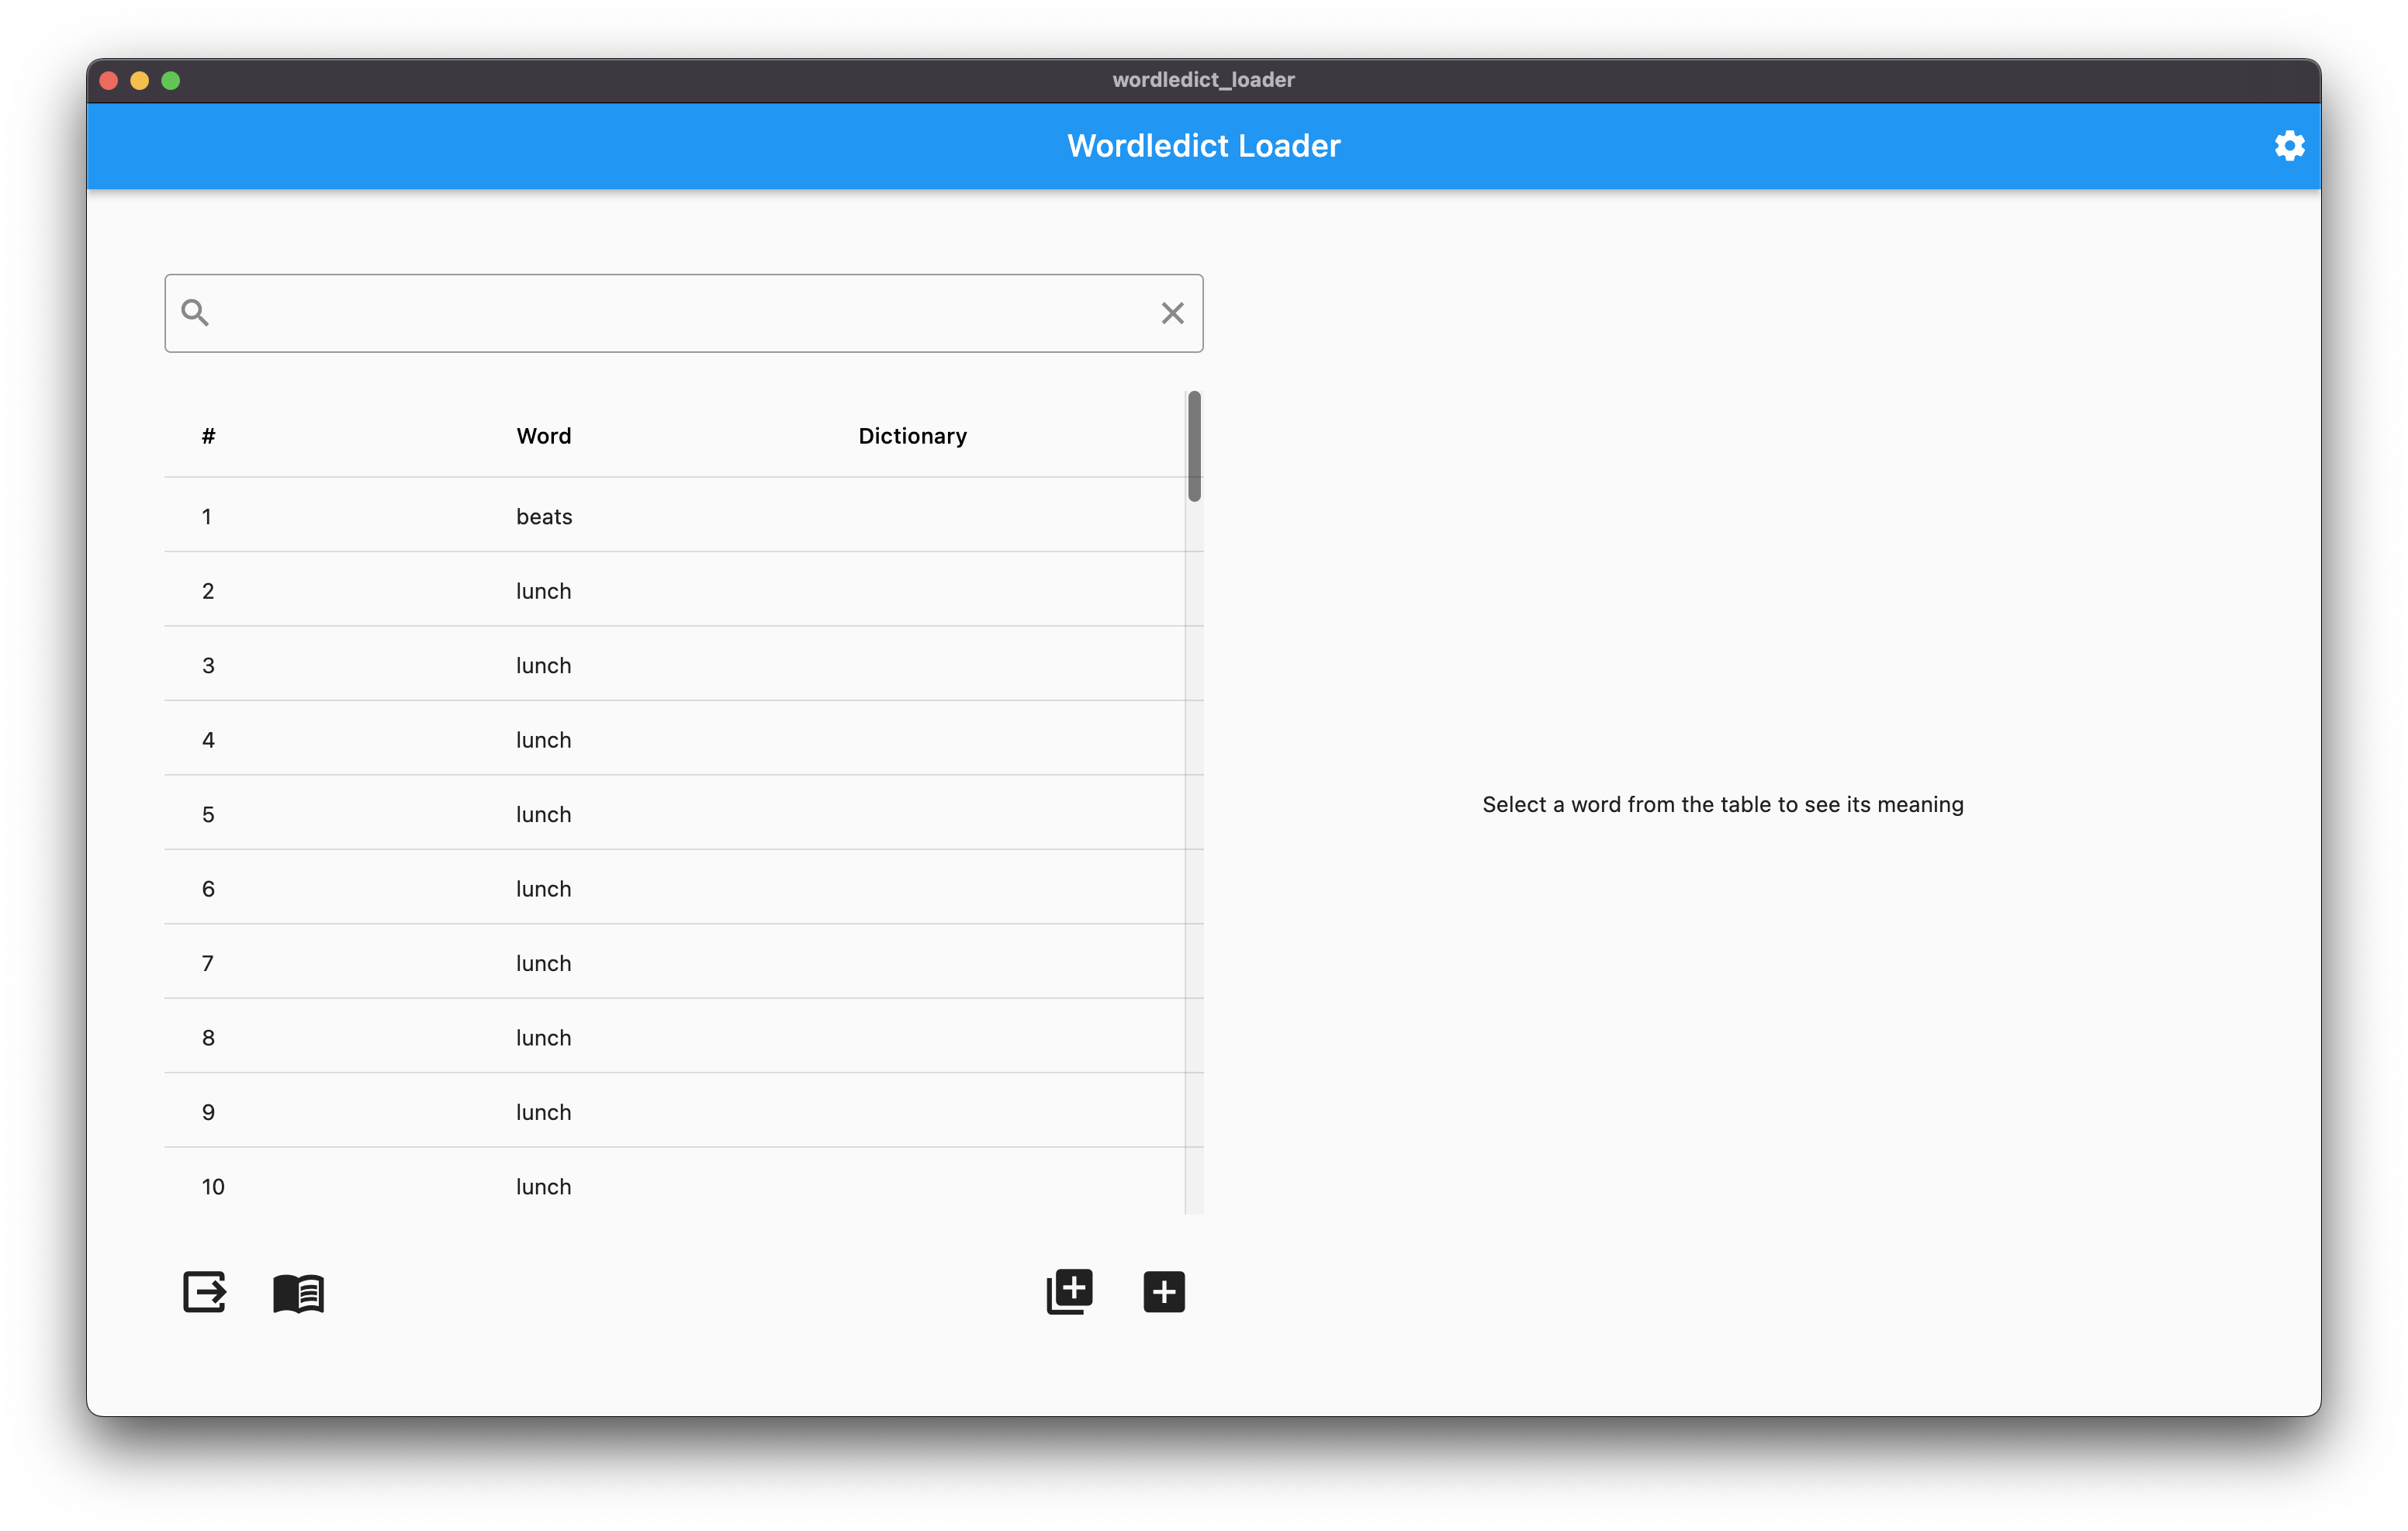 wordledict_loader
Wordledict Loader
# Word Dictionary
1 beats
2 lunch
3 lunch
4 lunch
5 lunch
6 lunch
7 lunch
8 lunch
9 lunch
10 lunch
Select a word from the table to see its meaning